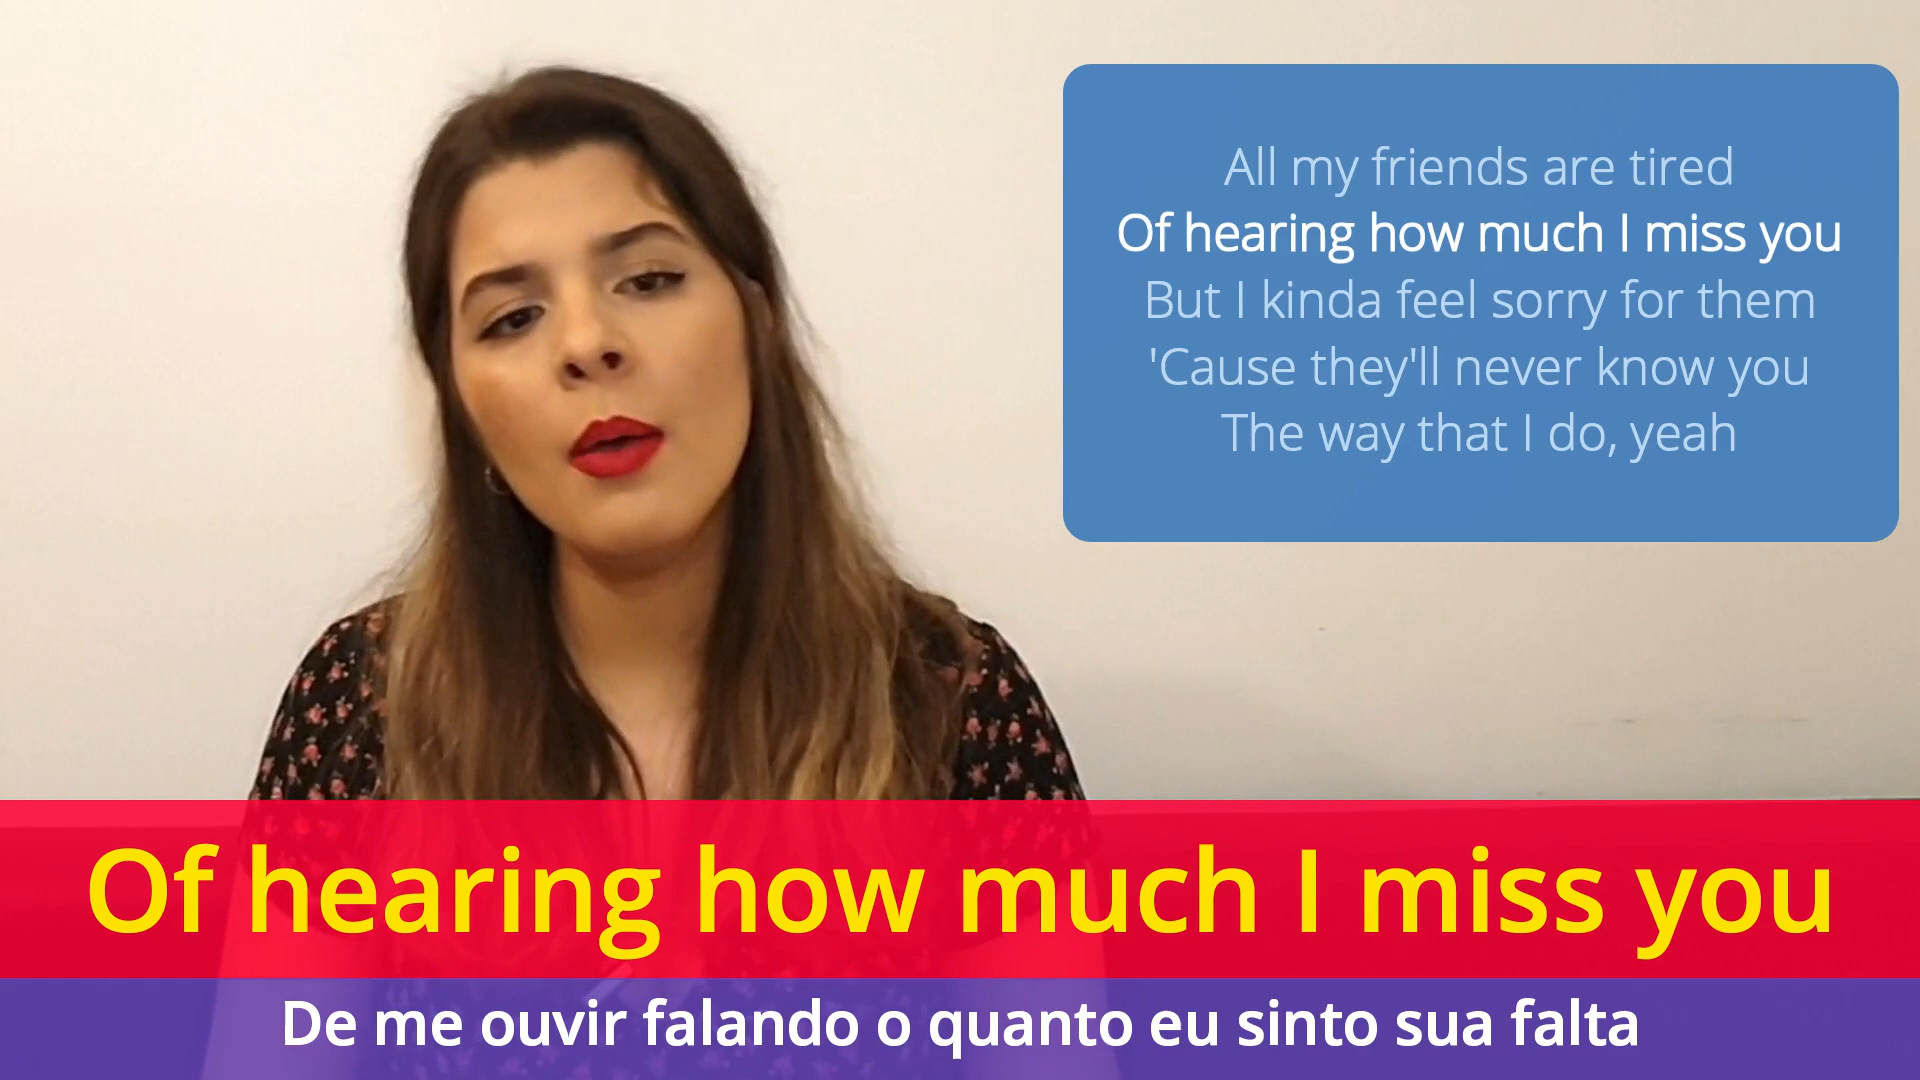 All my friends are tired
Of hearing how much I miss you
But I kinda feel sorry for them
'Cause they'll never know you
The way that I do, yeah
Of hearing how much I miss you
De me ouvir falando o quanto eu sinto sua falta